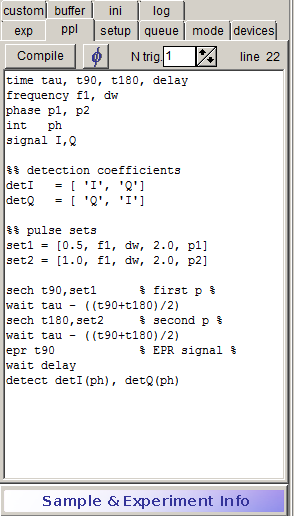 custom buffer ini log
exp ppl setup queue mode devices
Compile ϕ N trig. 1 line 22
time tau, t90, t180, delay
frequency f1, dw
phase p1, p2
int ph
signal I,Q
%% detection coefficients
detI = [ 'I', 'Q']
detQ = [ 'Q', 'I']
%% pulse sets
set1 = [0.5, f1, dw, 2.0, p1]
set2 = [1.0, f1, dw, 2.0, p2]
sech t90,set1 % first p %
wait tau - ((t90+t180)/2)
sech t180,set2 % second p %
wait tau - ((t90+t180)/2)
epr t90 % EPR signal %
wait delay
detect detI(ph), detQ(ph)
Sample & Experiment Info